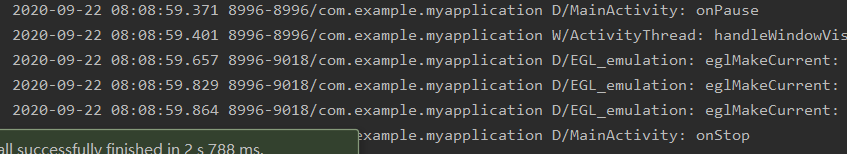 2020-09-22 08:08:59.371 8996-8996/com.example.myapplication D/MainActivity: onPause
2020-09-22 08:08:59.401 8996-8996/com.example.myapplication W/ActivityThread: handleWindowVis
2020-09-22 08:08:59.657 8996-9018/com.example.myapplication D/EGL_emulation: eglMakeCurrent:
2020-09-22 08:08:59.829 8996-9018/com.example.myapplication D/EGL_emulation: eglMakeCurrent:
2020-09-22 08:08:59.864 8996-9018/com.example.myapplication D/EGL_emulation: eglMakeCurrent:
e.myapplication D/MainActivity: onStop
all successfully finished in 2 s 788 ms.